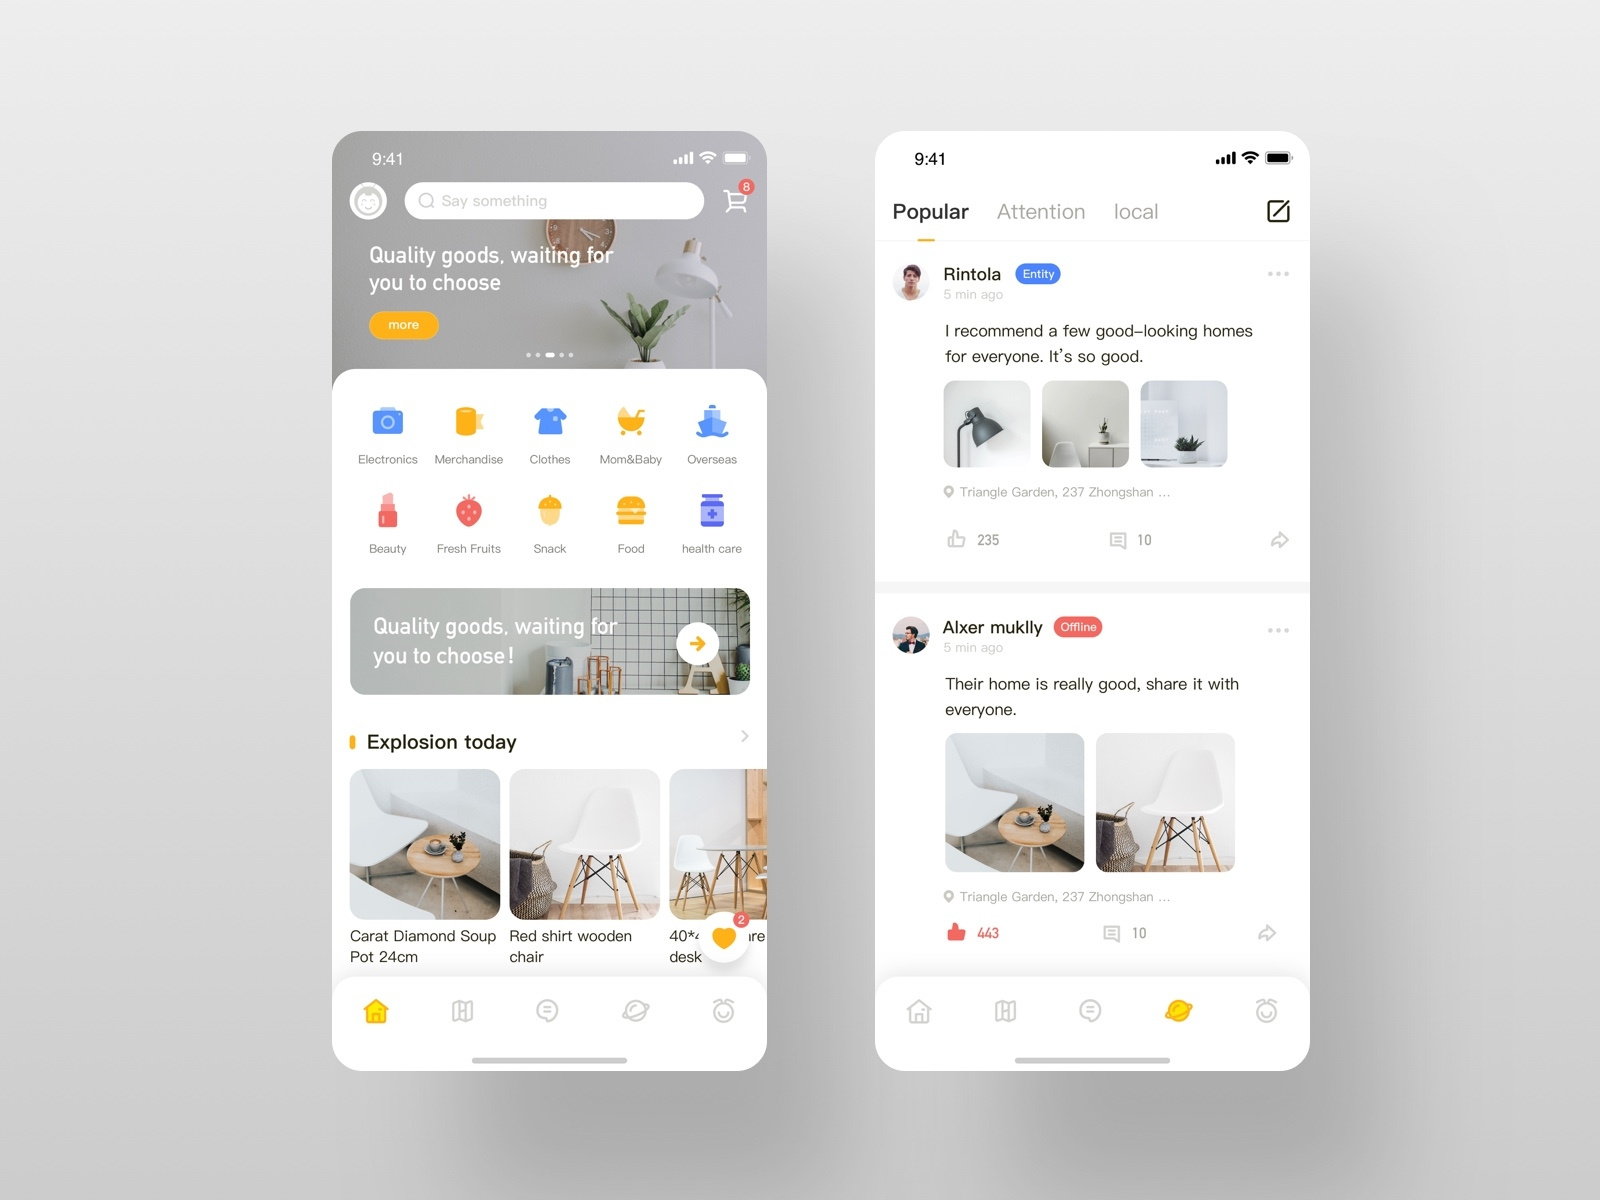 9:41
Say something
8
Quality goods, waiting for
you to choose
more
Electronics Merchandise Clothes Mom&Baby Overseas
Beauty Fresh Fruits Snack Food health care
Quality goods, waiting for
you to choose!
Explosion today
Carat Diamond Soup
Pot 24cm
Red shirt wooden
chair
40*
desk
2
9:41
Popular Attention local
Rintola Entity
5 min ago
I recommend a few good-looking homes
for everyone. It's so good.
Triangle Garden, 237 Zhongshan ...
235 10
Alxer muklly Offline
5 min ago
Their home is really good, share it with
everyone.
Triangle Garden, 237 Zhongshan ...
443 10